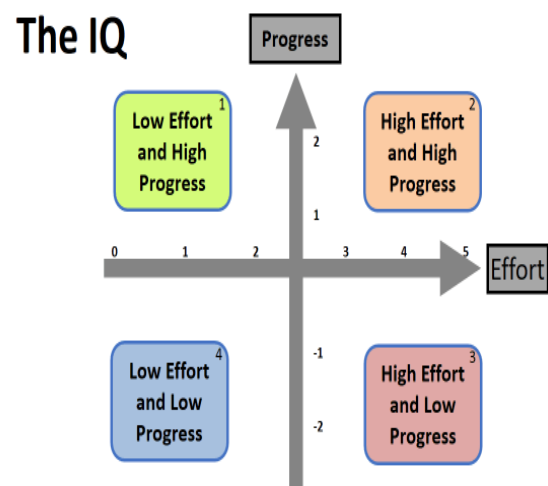 The IQ
Progress
1
Low Effort
and High
Progress
2
High Effort
and High
Progress
2
1
0 1 2 3 4 5
Effort
4
Low Effort
and Low
Progress
-1
-2
3
High Effort
and Low
Progress